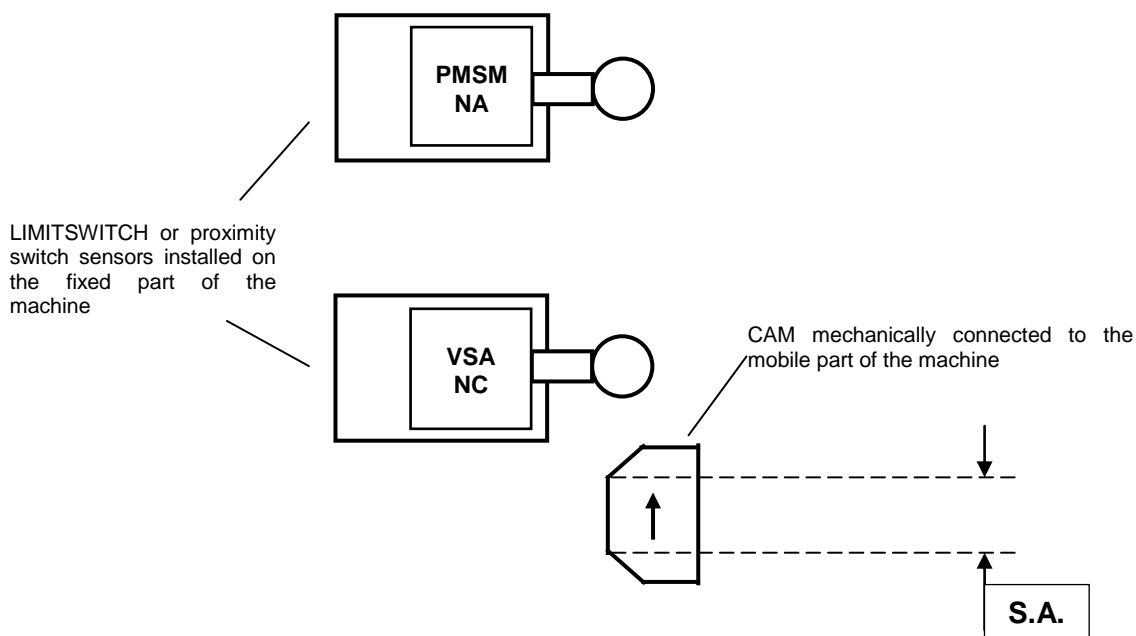 PMSM
NA
LIMITSWITCH or proximity
switch sensors installed on
the fixed part of the
machine
VSA
NC
CAM mechanically connected to the
mobile part of the machine
S.A.